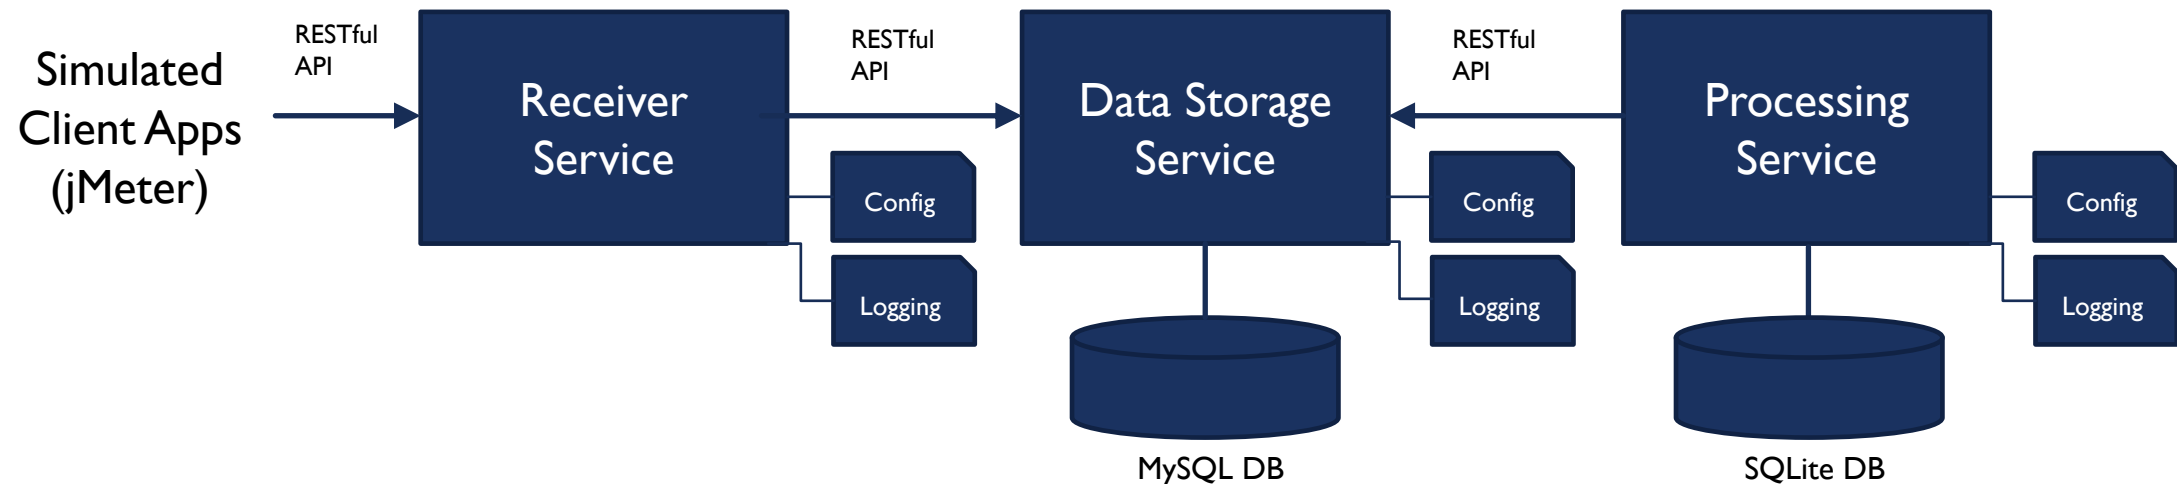 Simulated
Client Apps
(jMeter)
RESTful
API
Receiver
Service
Config
Logging
RESTful
API
Data Storage
Service
Config
Logging
MySQL DB
RESTful
API
Processing
Service
Config
Logging
SQLite DB